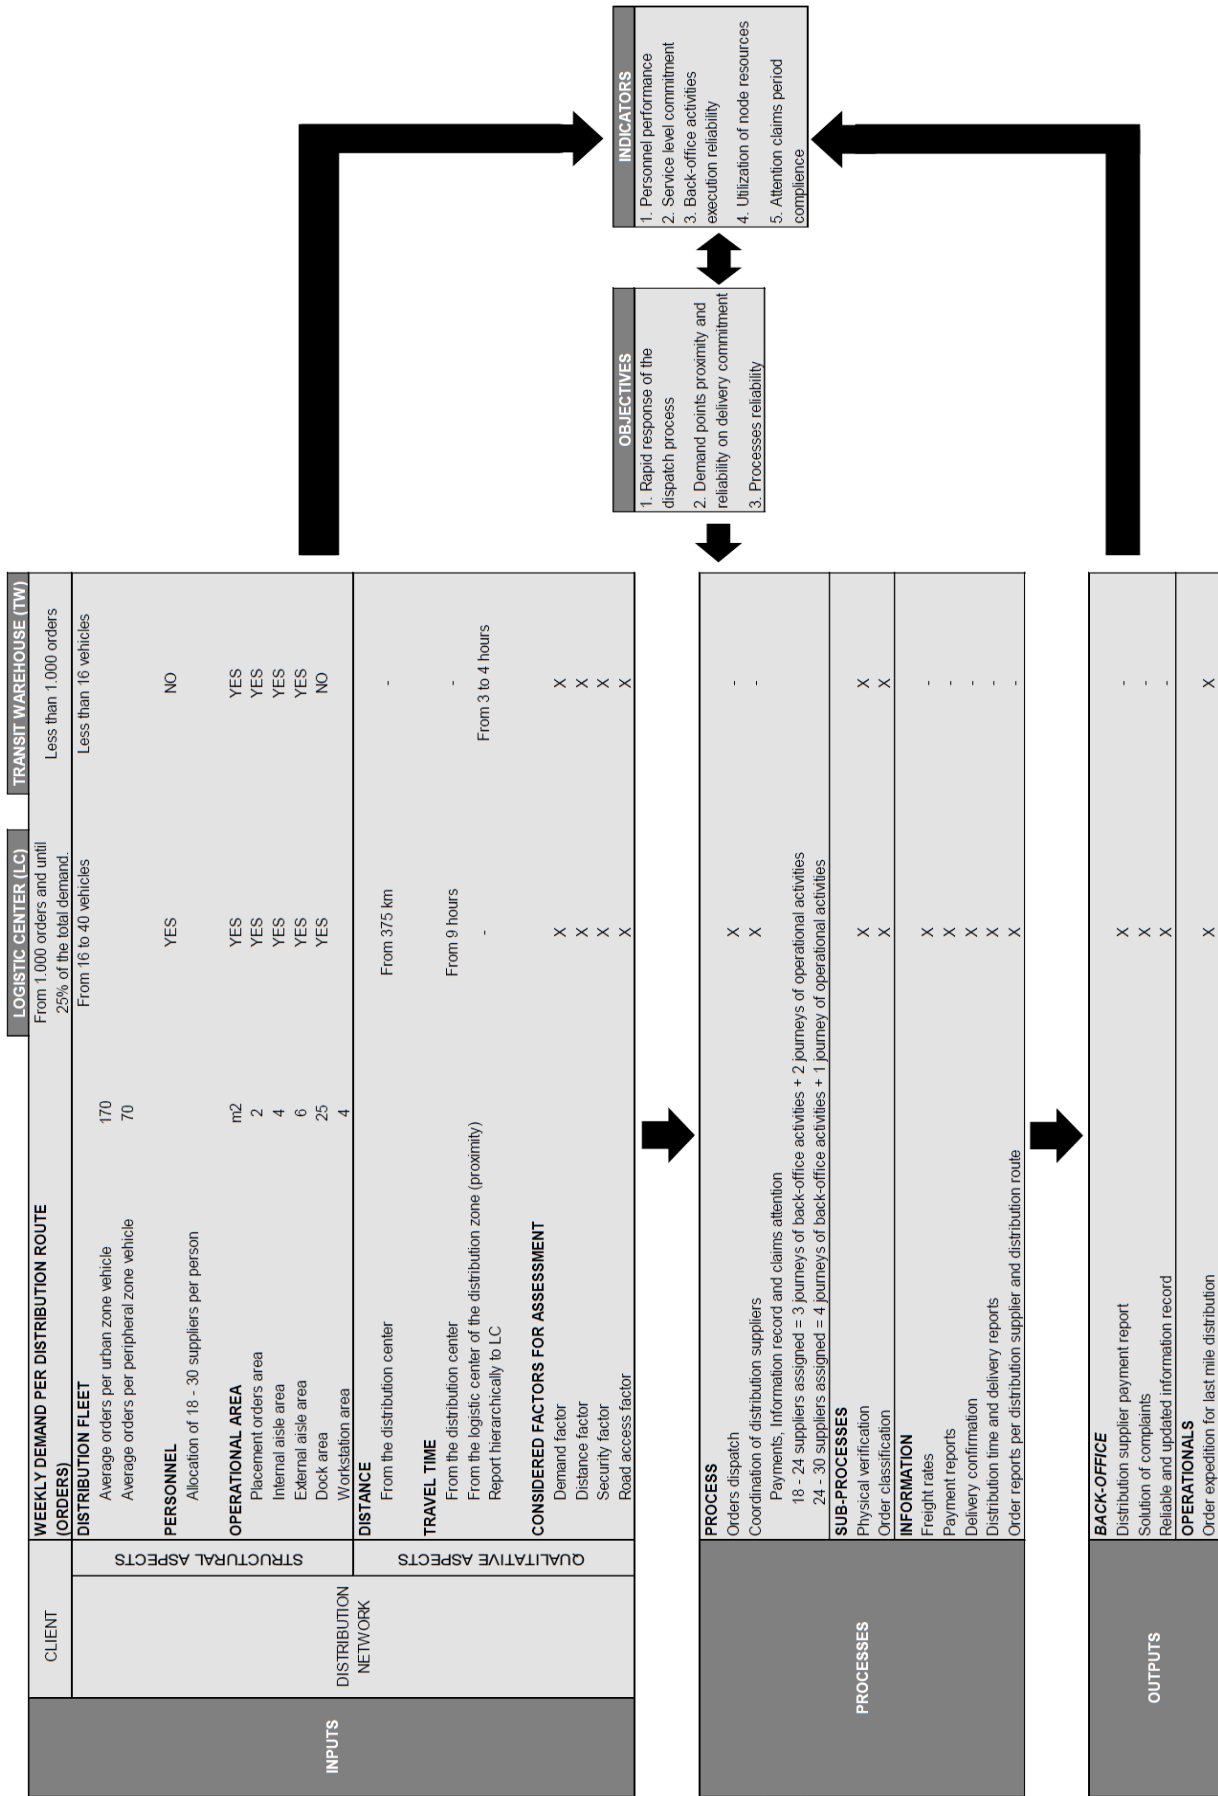 LOGISTIC CENTER (LC)
TRANSIT WAREHOUSE (TW)
INPUTS
CLIENT
WEEKLY DEMAND PER DISTRIBUTION ROUTE
(ORDERS)
From 1.000 orders and until
25% of the total demand.
Less than 1.000 orders
DISTRIBUTION
NETWORK
STRUCTURAL ASPECTS
DISTRIBUTION FLEET From 16 to 40 vehicles Less than 16 vehicles
Average orders per urban zone vehicle 170
Average orders per peripheral zone vehicle 70
PERSONNEL YES NO
Allocation of 18 - 30 suppliers per person
OPERATIONAL AREA m2 YES YES
Placement orders area 2 YES YES
Internal aisle area 4 YES YES
External aisle area 6 YES YES
Dock area 25 YES NO
Workstation area 4
QUALITATIVE ASPECTS
DISTANCE
From the distribution center From 375 km -
TRAVEL TIME
From the distribution center From 9 hours -
From the logistic center of the distribution zone (proximity)
Report hierarchically to LC - From 3 to 4 hours
CONSIDERED FACTORS FOR ASSESSMENT
Demand factor X X
Distance factor X X
Security factor X X
Road access factor X X
PROCESSES
PROCESS
Orders dispatch X -
Coordination of distribution suppliers X -
Payments, Information record and claims attention
18 - 24 suppliers assigned = 3 journeys of back-office activities + 2 journeys of operational activities
24 - 30 suppliers assigned = 4 journeys of back-office activities + 1 journey of operational activities
SUB-PROCESSES
Physical verification X X
Order classification X X
INFORMATION
Freight rates X -
Payment reports X -
Delivery confirmation X -
Distribution time and delivery reports X -
Order reports per distribution supplier and distribution route X -
OUTPUTS
BACK-OFFICE
Distribution supplier payment report X -
Solution of complaints X -
Reliable and updated information record X -
OPERATIONALS
Order expedition for last mile distribution X X
OBJECTIVES
1. Rapid response of the
dispatch process
2. Demand points proximity and
reliability on delivery commitment
3. Processes reliability
INDICATORS
1. Personnel performance
2. Service level commitment
3. Back-office activities
execution reliability
4. Utilization of node resources
5. Attention claims period
complience